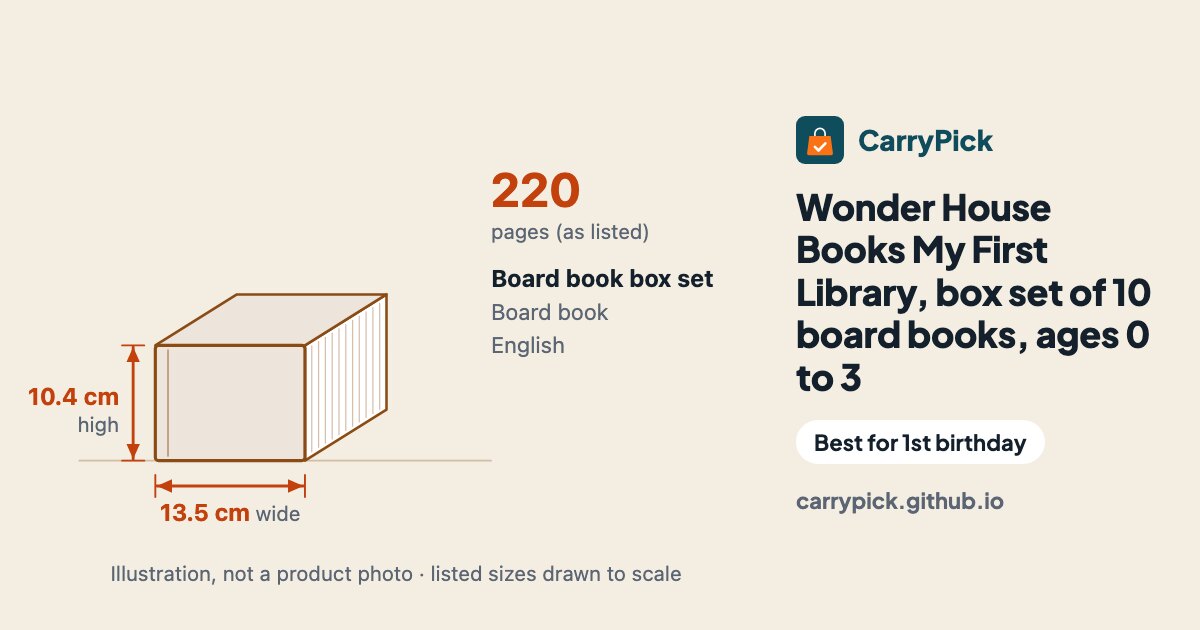 10.4 cm
high
13.5 cm wide
220
pages (as listed)
Board book box set
Board book
English
Illustration, not a product photo · listed sizes drawn to scale
CarryPick
Wonder House
Books My First
Library, box set of 10
board books, ages 0
to 3
Best for 1st birthday
carrypick.github.io